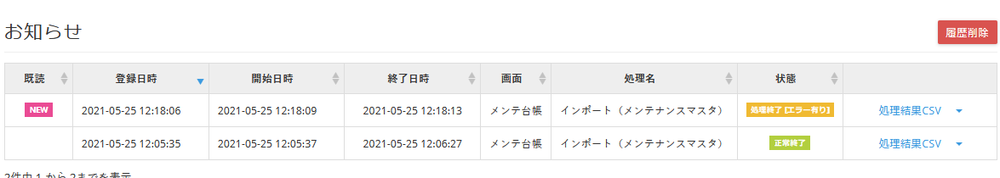 お知らせ
履歴削除
既読 登録日時 開始日時 終了日時 画面 処理名 状態
NEW 2021-05-25 12:18:06 2021-05-25 12:18:09 2021-05-25 12:18:13 メンテ台帳 インポート（メンテナンスマスタ） 処理終了 [エラー有り] 処理結果CSV
2021-05-25 12:05:35 2021-05-25 12:05:37 2021-05-25 12:06:27 メンテ台帳 インポート（メンテナンスマスタ） 正常終了 処理結果CSV
2件中 1 から 2までを表示